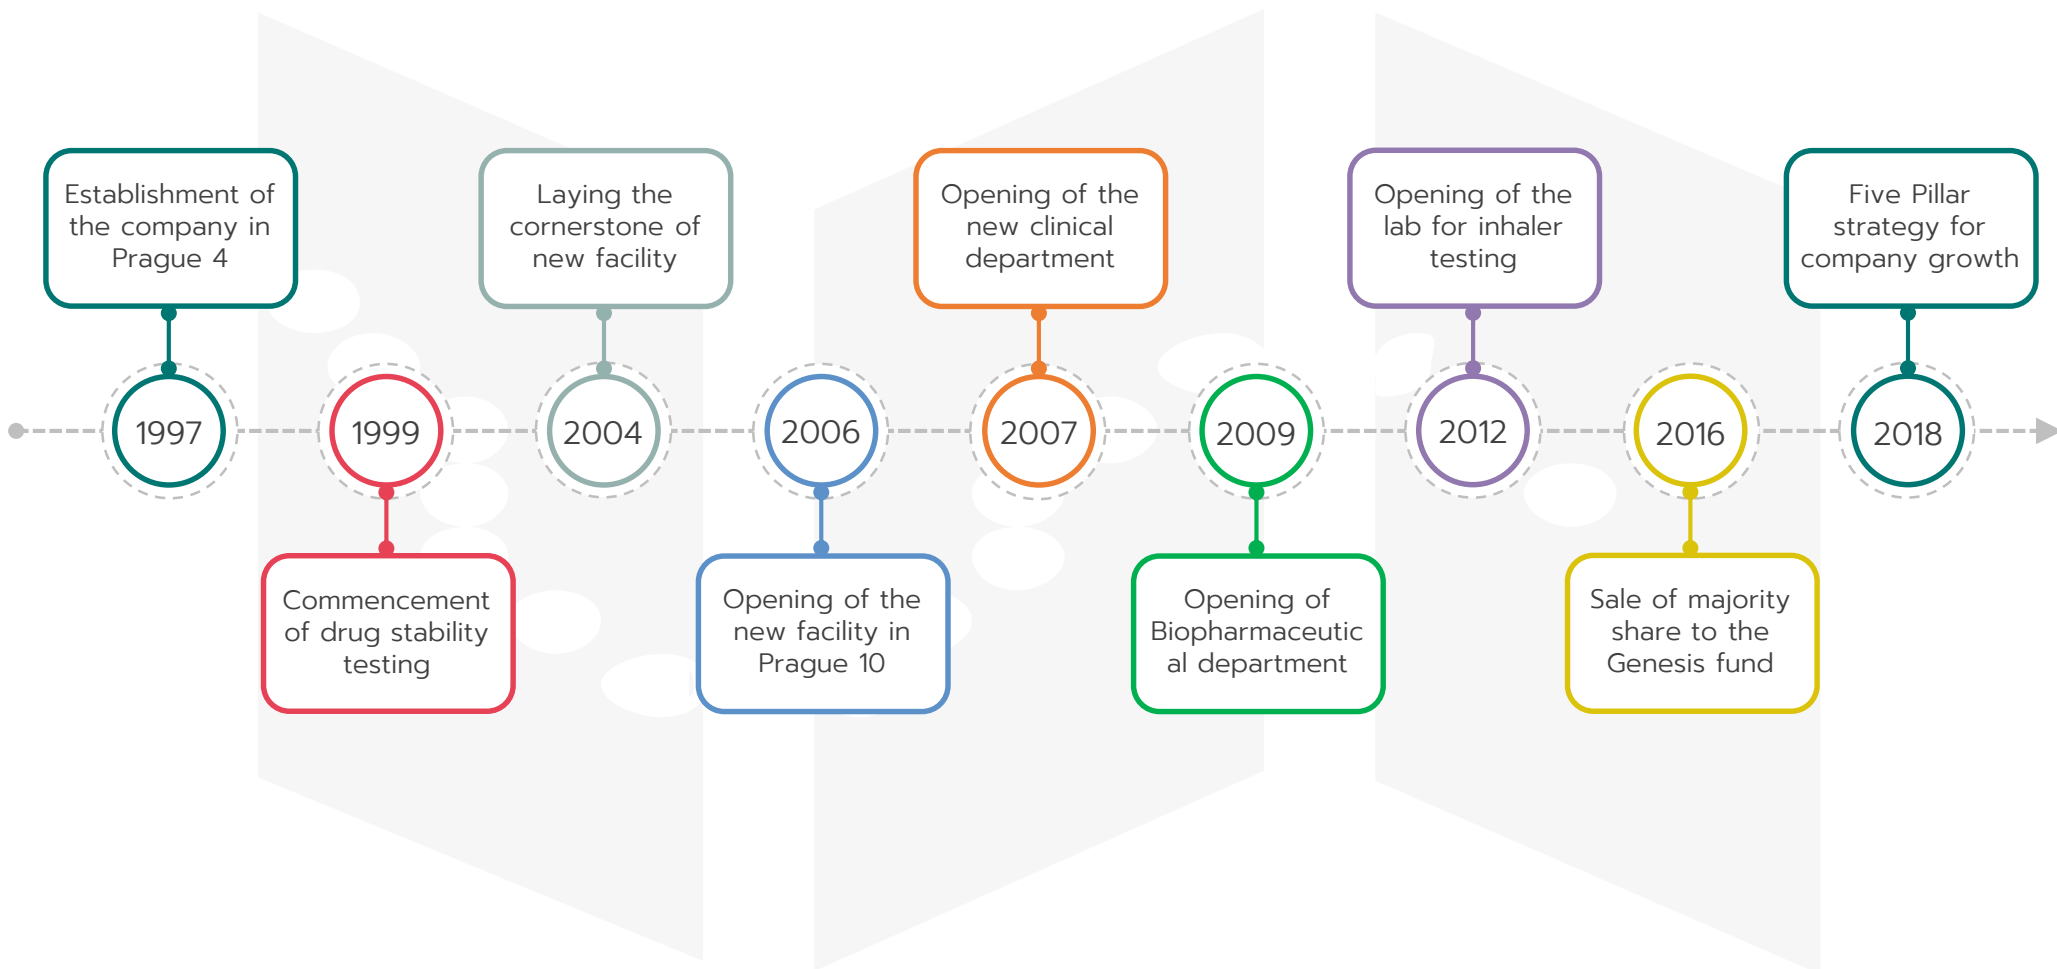 Establishment of
the company in
Prague 4
1997
1999
Commencement
of drug stability
testing
Laying the
cornerstone of
new facility
2004
2006
Opening of the
new facility in
Prague 10
Opening of the
new clinical
department
2007
2009
Opening of
Biopharmaceutic
al department
Opening of the
lab for inhaler
testing
2012
2016
Sale of majority
share to the
Genesis fund
Five Pillar
strategy for
company growth
2018